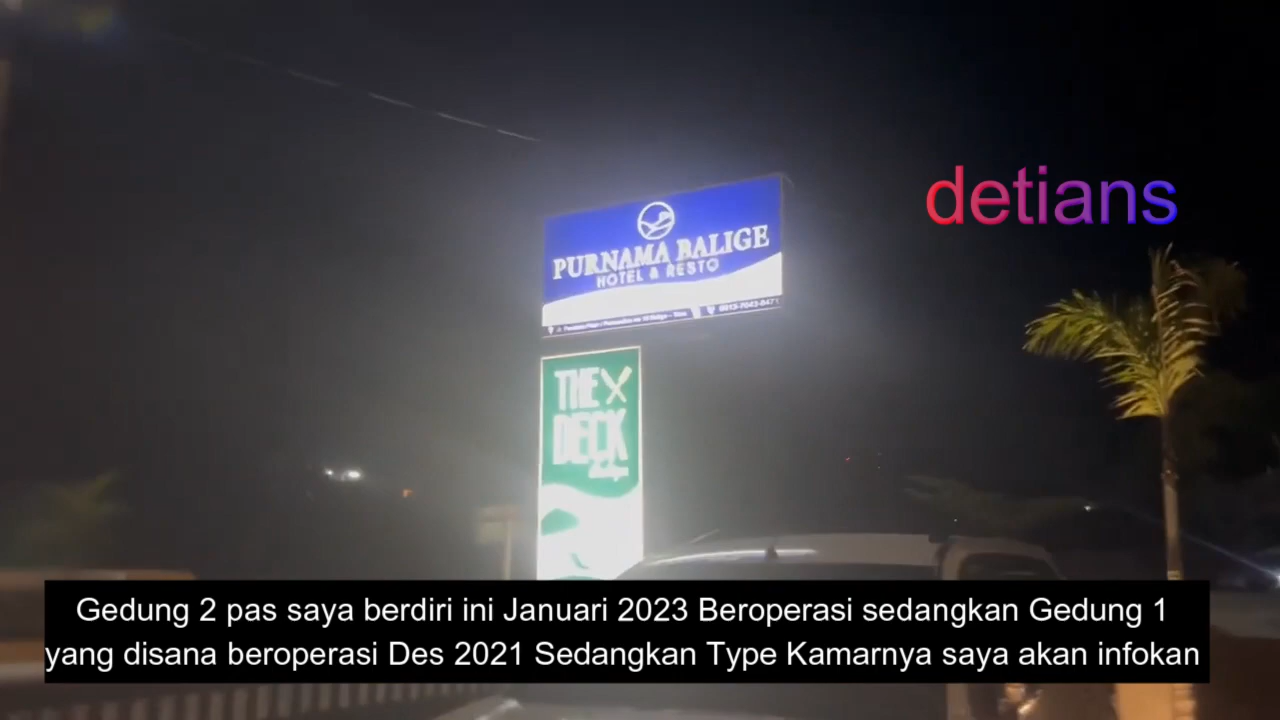 detians
PURNAMA BALIGE
HOTEL & RESTO
THE
DECK
Gedung 2 pas saya berdiri ini Januari 2023 Beroperasi sedangkan Gedung 1
yang disana beroperasi Des 2021 Sedangkan Type Kamarnya saya akan infokan